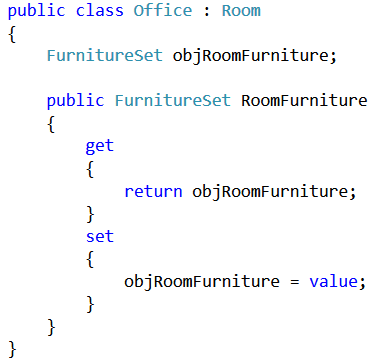 public class Office : Room
{
    FurnitureSet objRoomFurniture;

    public FurnitureSet RoomFurniture
    {
        get
        {
            return objRoomFurniture;
        }
        set
        {
            objRoomFurniture = value;
        }
    }
}